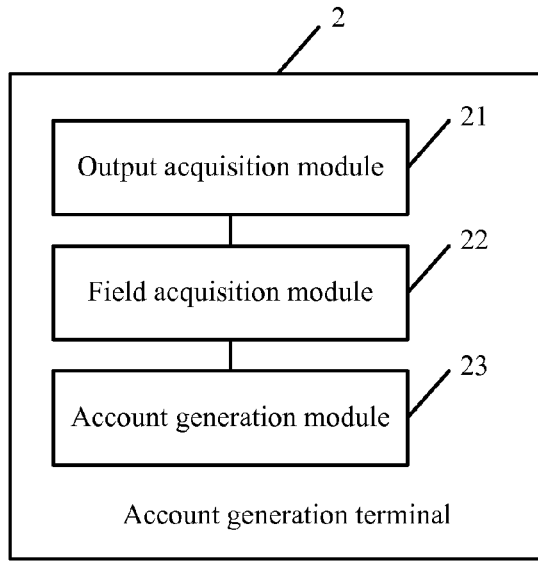 2
21
Output acquisition module
22
Field acquisition module
23
Account generation module
Account generation terminal